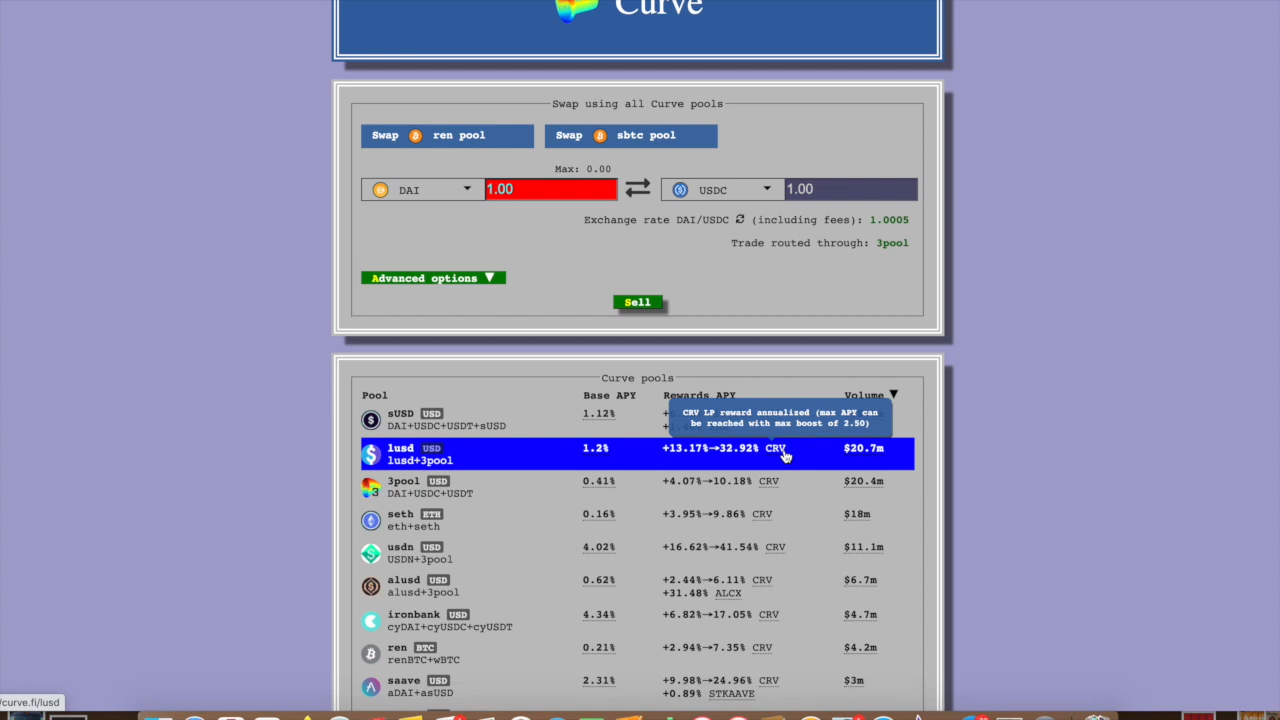 Curve
Swap using all Curve pools
Swap ren pool
Swap sbtc pool
Max: 0.00
DAI 1.00 USDC 1.00
Exchange rate DAI/USDC (including fees): 1.0005
Trade routed through: 3pool
Advanced options ▼
Sell
Curve pools
Pool Base APY Rewards APY Volume ▼
CRV LP reward annualized (max APY can
be reached with max boost of 2.50)
sUSD USD 1.12%
DAI+USDC+USDT+sUSD
lusd USD 1.2% +13.17%→32.92% CRV $20.7m
lusd+3pool
3pool USD 0.41% +4.07%→10.18% CRV $20.4m
DAI+USDC+USDT
seth ETH 0.16% +3.95%→9.86% CRV $18m
eth+seth
usdn USD 4.02% +16.62%→41.54% CRV $11.1m
USDN+3pool
alusd USD 0.62% +2.44%→6.11% CRV $6.7m
alusd+3pool +31.48% ALCX
ironbank USD 4.34% +6.82%→17.05% CRV $4.7m
cyDAI+cyUSDC+cyUSDT
ren BTC 0.21% +2.94%→7.35% CRV $4.2m
renBTC+wBTC
saave USD 2.31% +9.98%→24.96% CRV $3m
aDAI+asUSD +0.89% STKAAVE
/curve.fi/lusd